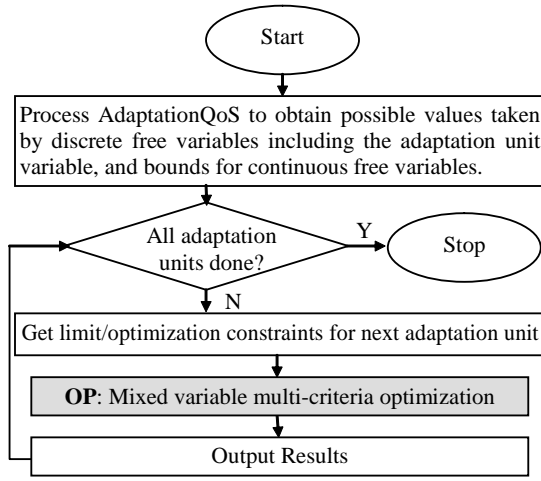 Start
Process AdaptationQoS to obtain possible values taken
by discrete free variables including the adaptation unit
variable, and bounds for continuous free variables.
All adaptation
units done?
Y
Stop
N
Get limit/optimization constraints for next adaptation unit
OP: Mixed variable multi-criteria optimization
Output Results